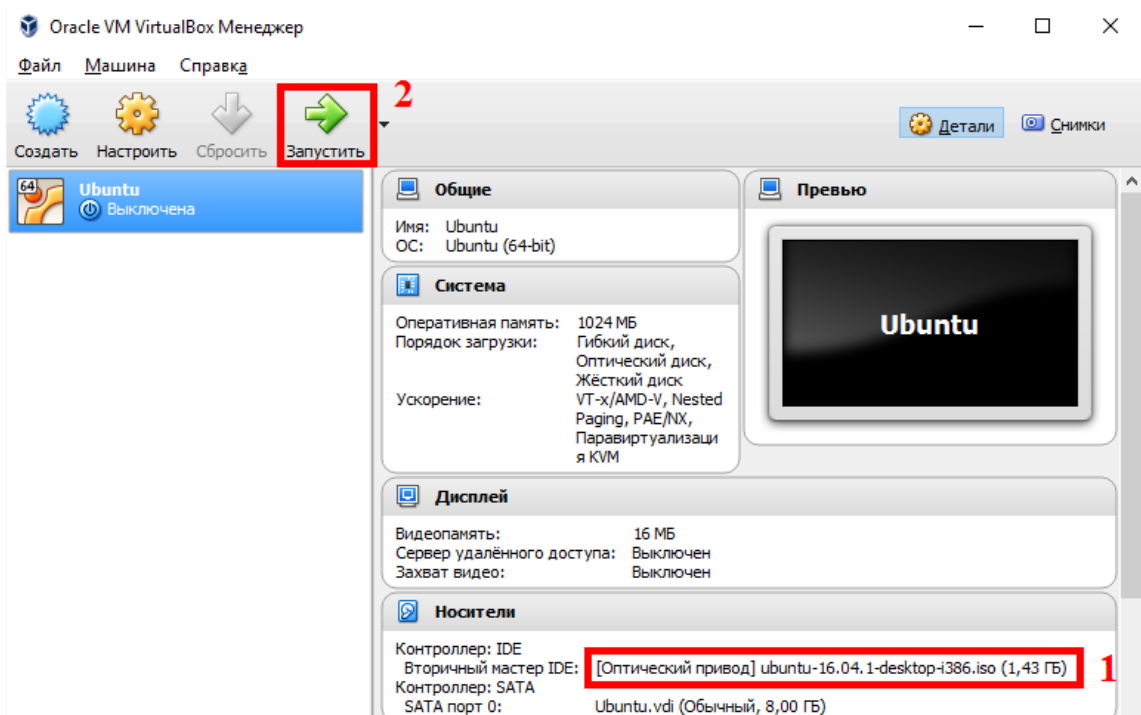 Oracle VM VirtualBox Менеджер
Файл Машина Справка
2
Создать Настроить Сбросить Запустить
Детали Снимки
64
Ubuntu
Выключена
Общие
Имя: Ubuntu
ОС: Ubuntu (64-bit)
Превью
Ubuntu
Система
Оперативная память: 1024 МБ
Порядок загрузки: Гибкий диск,
Оптический диск,
Жёсткий диск
Ускорение: VT-x/AMD-V, Nested
Paging, PAE/NX,
Паравиртуализаци
я KVM
Дисплей
Видеопамять: 16 МБ
Сервер удалённого доступа: Выключен
Захват видео: Выключен
Носители
Контроллер: IDE
Вторичный мастер IDE: [Оптический привод] ubuntu-16.04.1-desktop-i386.iso (1,43 ГБ)
1
Контроллер: SATA
SATA порт 0: Ubuntu.vdi (Обычный, 8,00 ГБ)